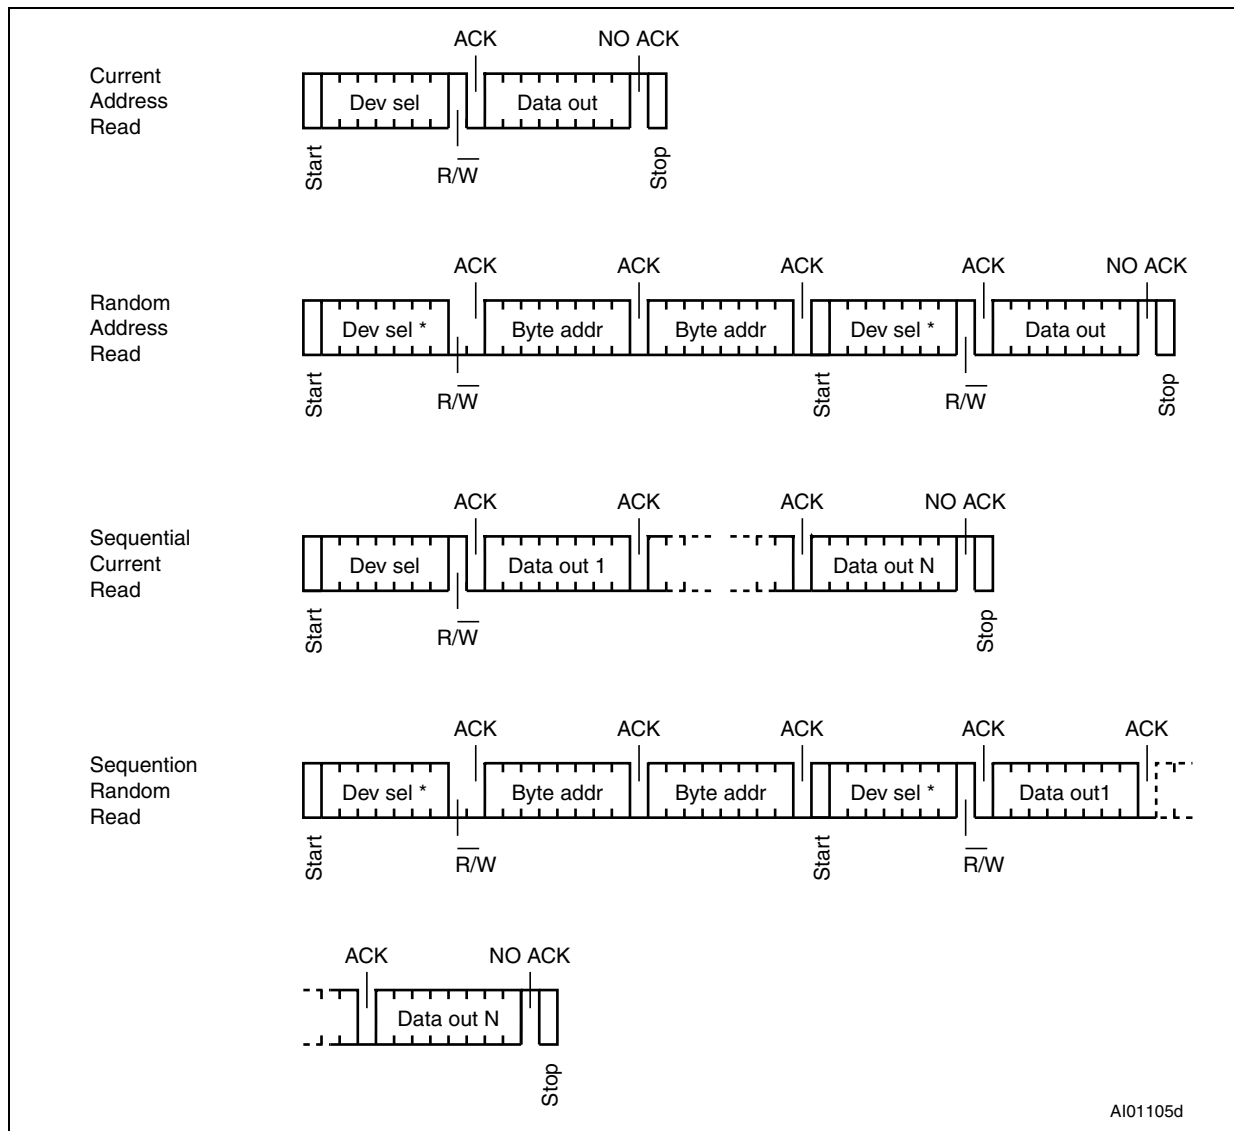 ACK NO ACK
Current
Address
Read
Dev sel Data out
Start R/W̅ Stop
ACK ACK ACK ACK NO ACK
Random
Address
Read
Dev sel * Byte addr Byte addr Dev sel * Data out
Start R/W̅ Start R/W̅ Stop
ACK ACK ACK NO ACK
Sequential
Current
Read
Dev sel Data out 1 Data out N
Start R/W̅ Stop
ACK ACK ACK ACK ACK
Sequention
Random
Read
Dev sel * Byte addr Byte addr Dev sel * Data out1
Start R̅/W Start R̅/W
ACK NO ACK
Data out N
Stop
AI01105d